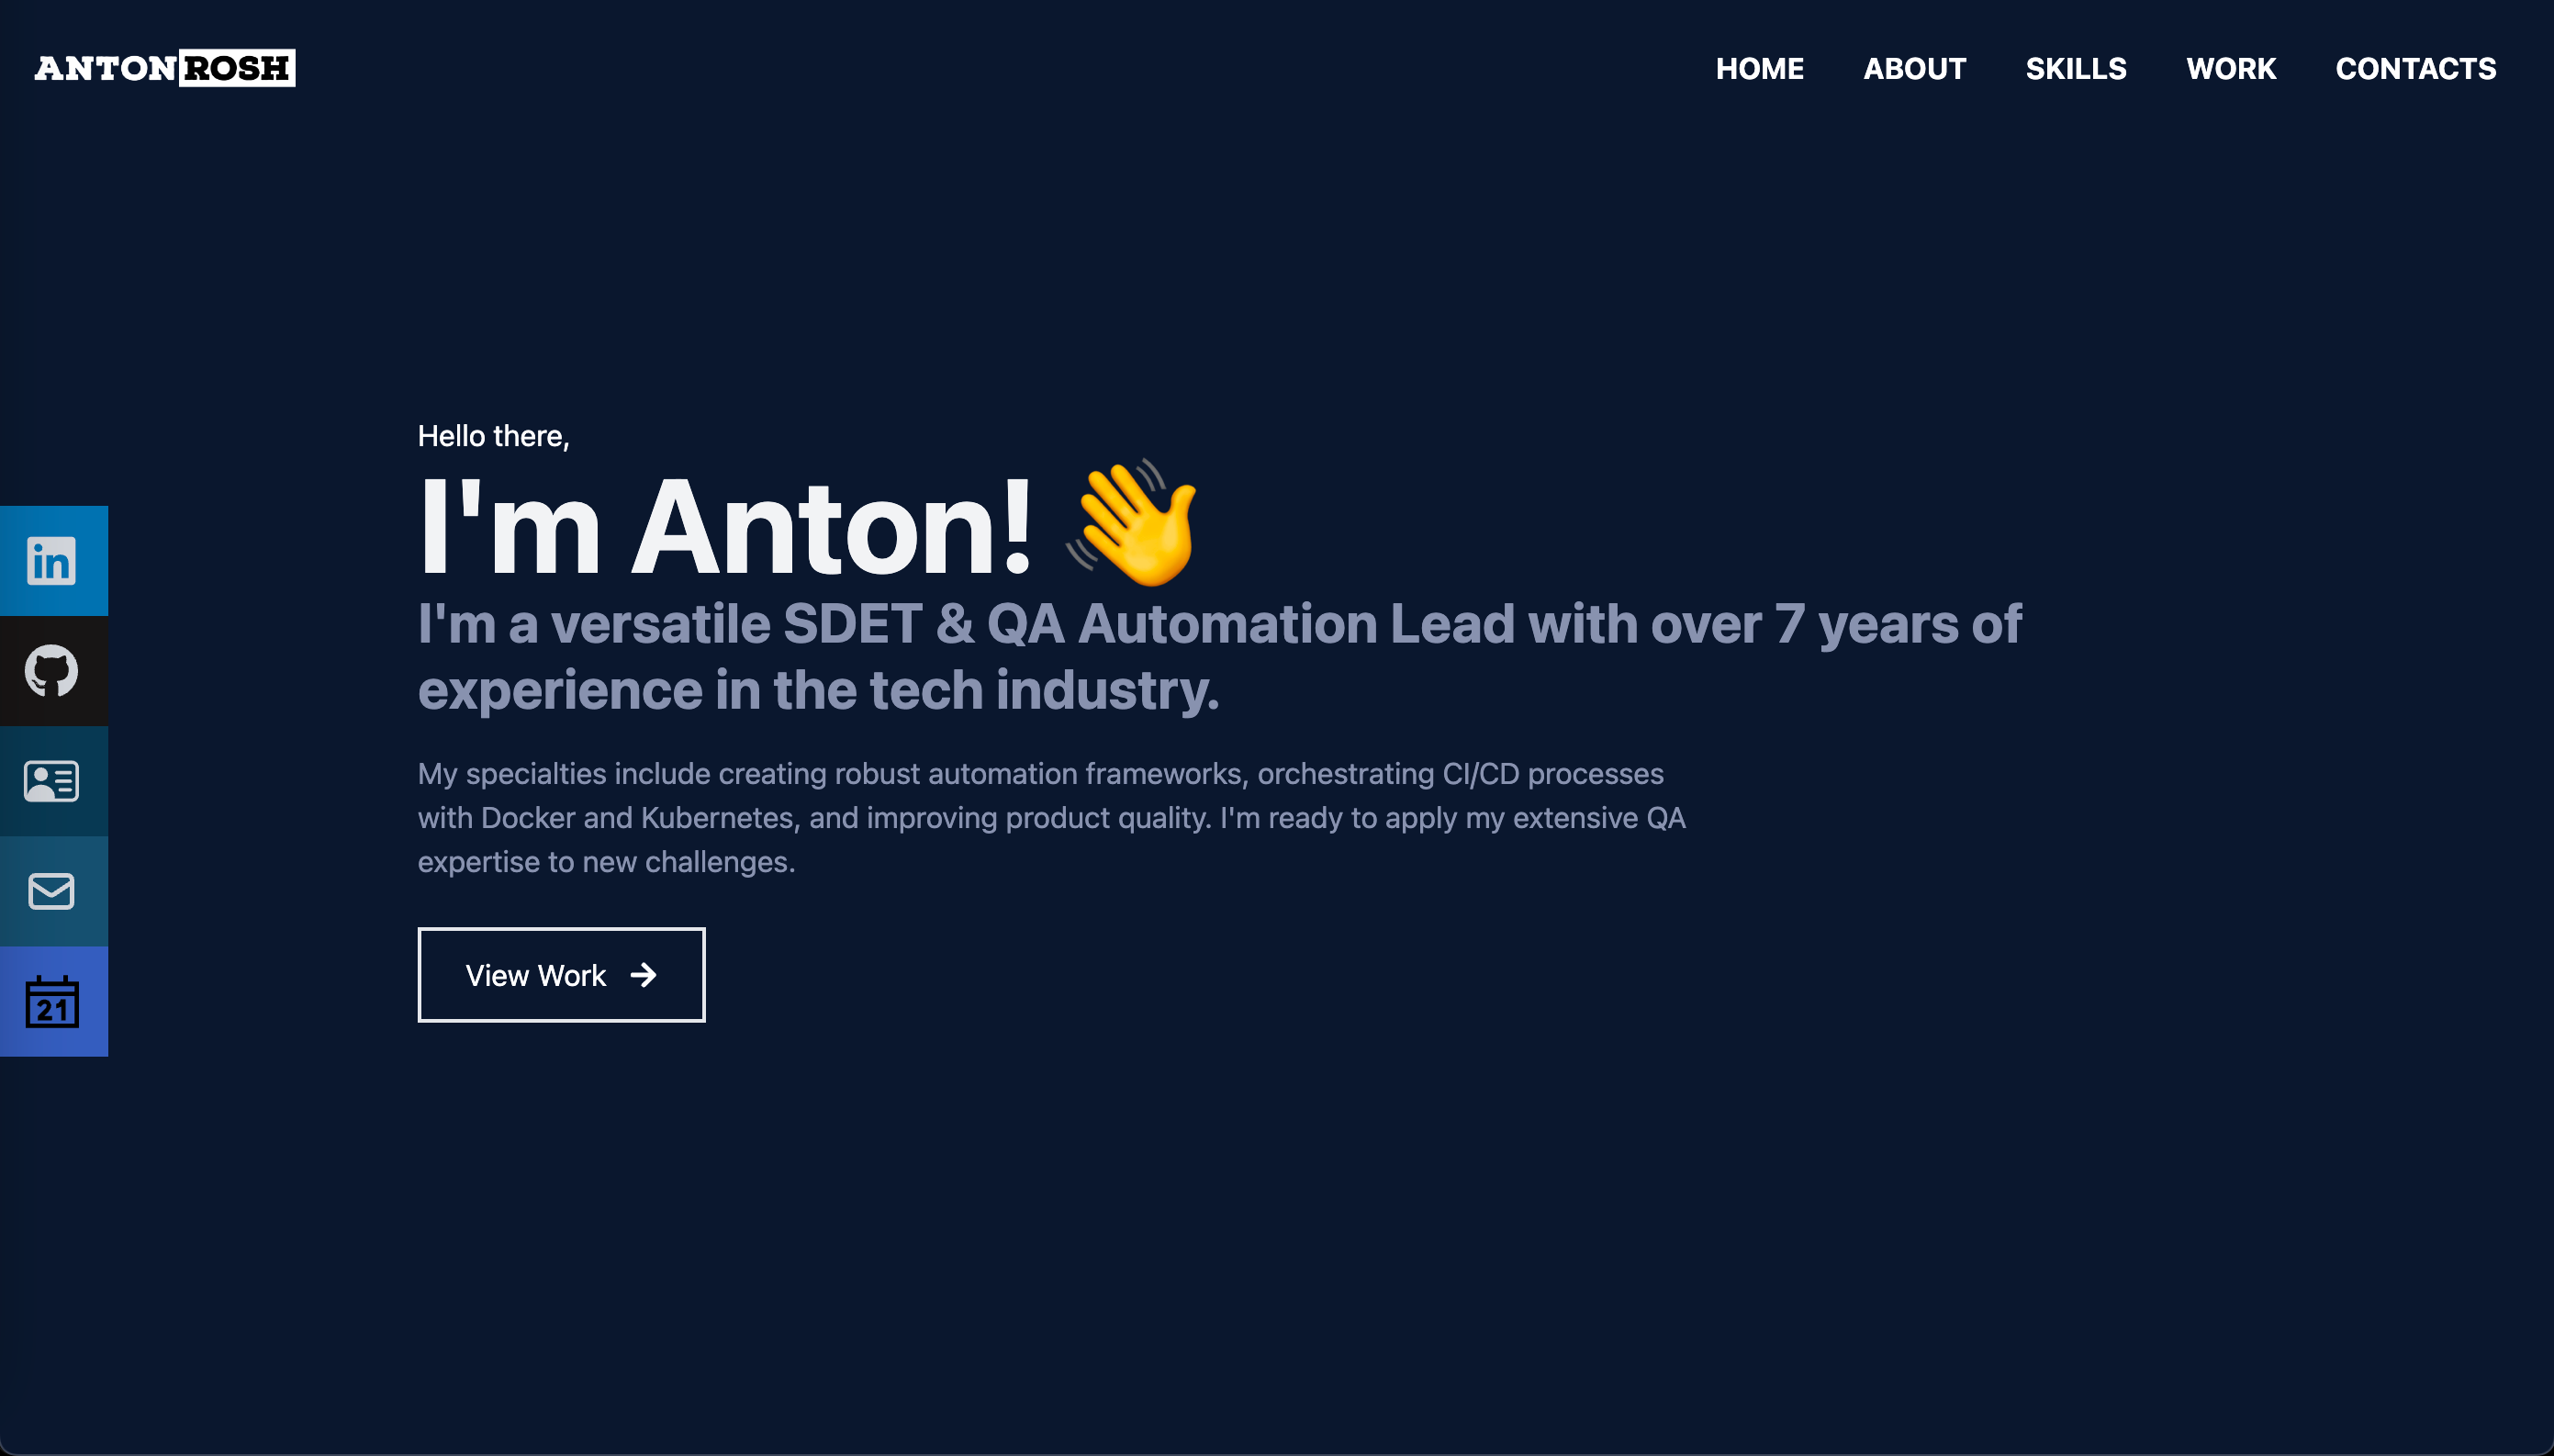 ANTONROSH
HOME ABOUT SKILLS WORK CONTACTS
Hello there,
I'm Anton! 👋
I'm a versatile SDET & QA Automation Lead with over 7 years of
experience in the tech industry.
My specialties include creating robust automation frameworks, orchestrating CI/CD processes
with Docker and Kubernetes, and improving product quality. I'm ready to apply my extensive QA
expertise to new challenges.
View Work
in
21